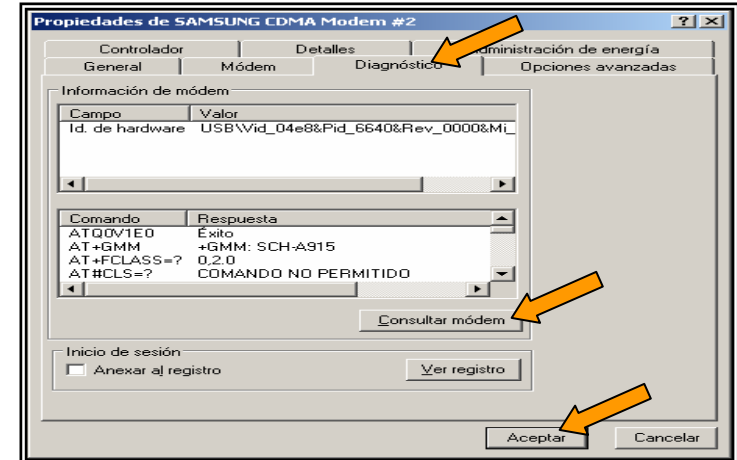 Propiedades de SAMSUNG CDMA Modem #2
Controlador Detalles ministración de energía
General Módem Diagnóstico Opciones avanzadas
Información de módem
Campo Valor
Id. de hardware USB\Vid_04e8&Pid_6640&Rev_0000&Mi_
Comando Respuesta
ATQ0V1E0 Éxito
AT+GMM +GMM: SCH-A915
AT+FCLASS=? 0,2.0
AT#CLS=? COMANDO NO PERMITIDO
Consultar módem
Inicio de sesión
Anexar al registro Ver registro
Aceptar Cancelar